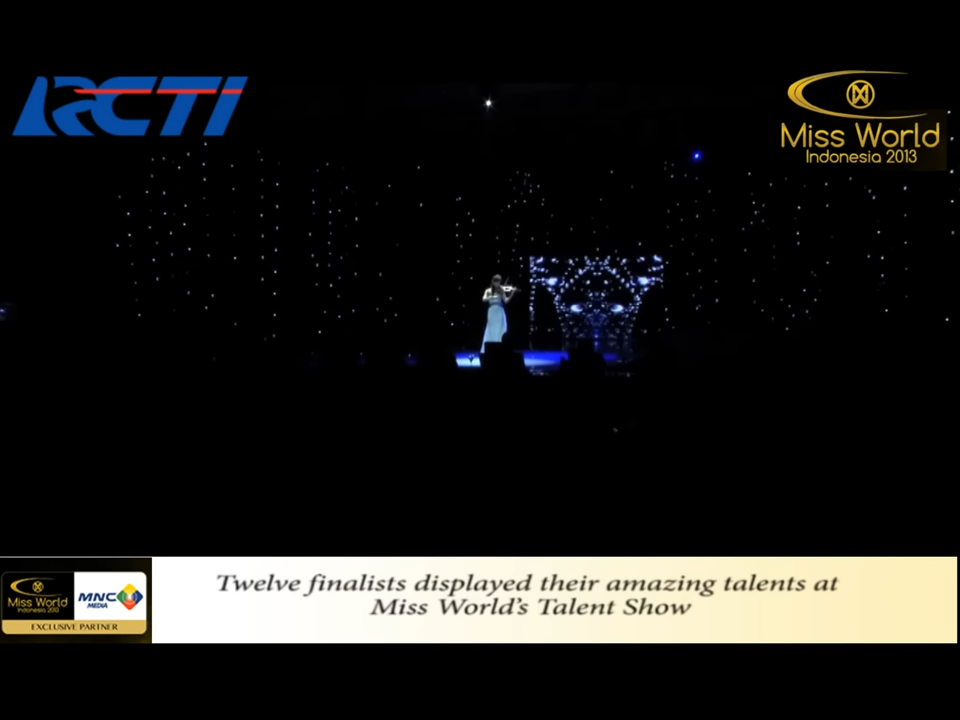 RCTI
Miss World
Indonesia 2013
Miss World
Indonesia 2013
MNC
MEDIA
EXCLUSIVE PARTNER
Twelve finalists displayed their amazing talents at
Miss World's Talent Show